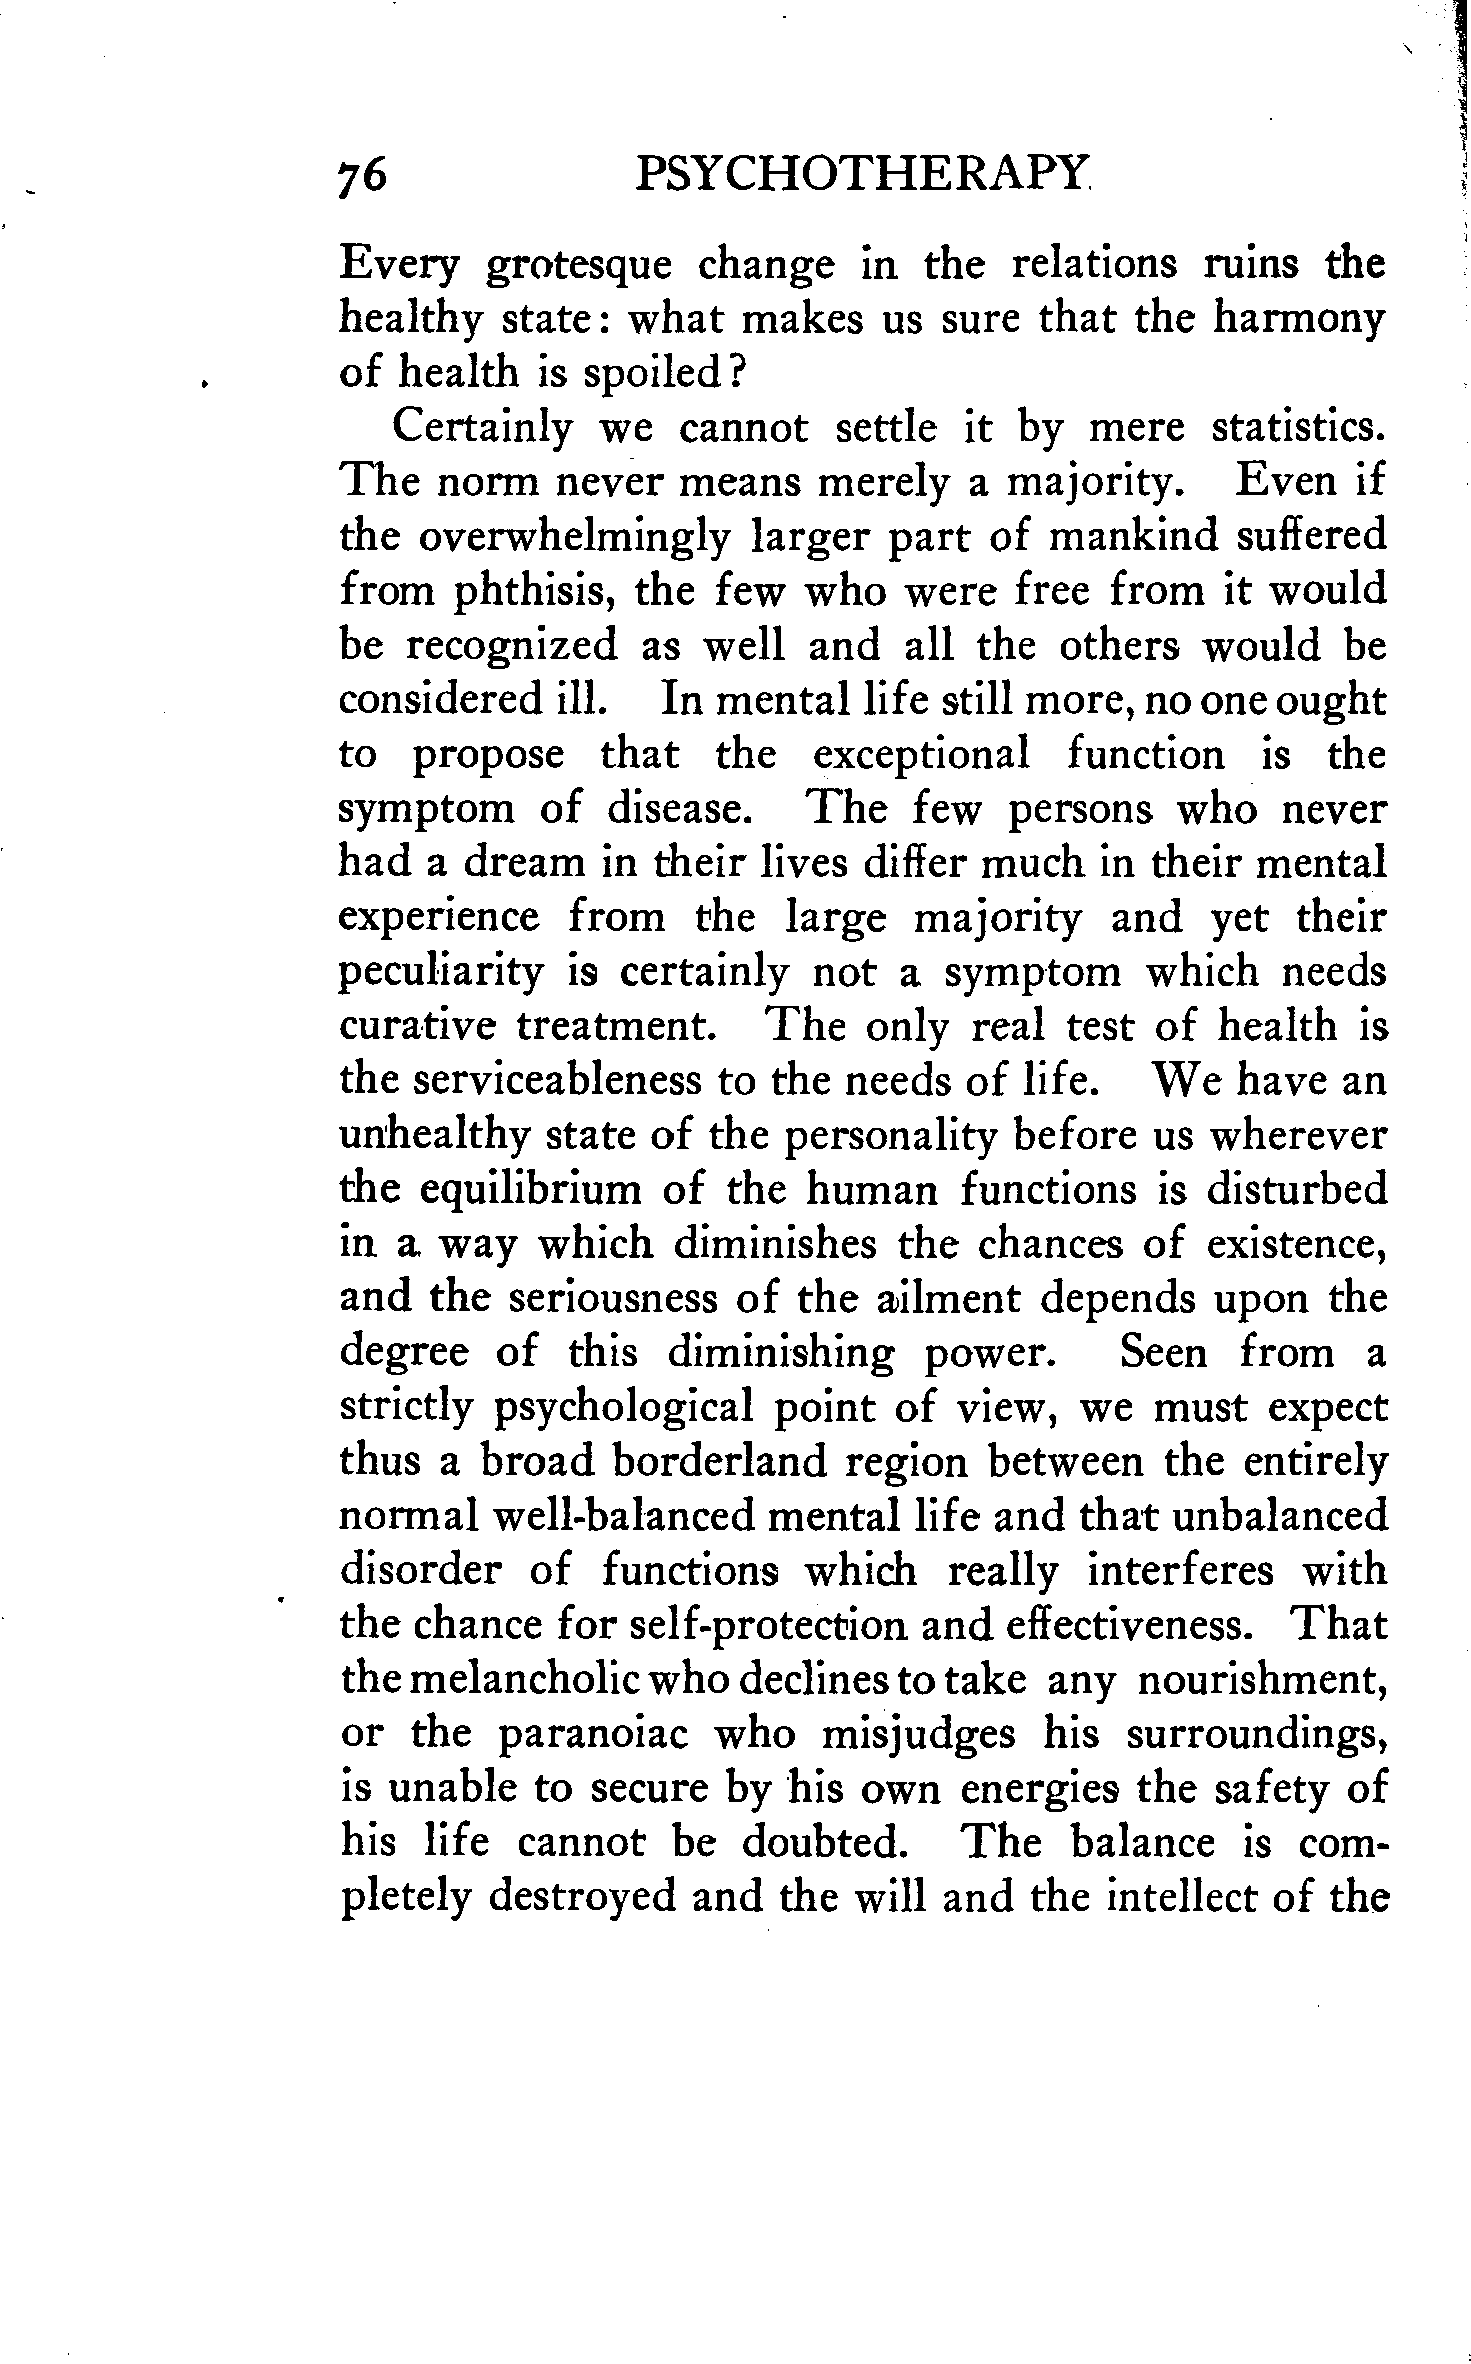 76 PSYCHOTHERAPY
Every grotesque change in the relations ruins the
healthy state: what makes us sure that the harmony
of health is spoiled?
Certainly we cannot settle it by mere statistics.
The norm never means merely a majority. Even if
the overwhelmingly larger part of mankind suffered
from phthisis, the few who were free from it would
be recognized as well and all the others would be
considered ill. In mental life still more, no one ought
to propose that the exceptional function is the
symptom of disease. The few persons who never
had a dream in their lives differ much in their mental
experience from the large majority and yet their
peculiarity is certainly not a symptom which needs
curative treatment. The only real test of health is
the serviceableness to the needs of life. We have an
unhealthy state of the personality before us wherever
the equilibrium of the human functions is disturbed
in a way which diminishes the chances of existence,
and the seriousness of the ailment depends upon the
degree of this diminishing power. Seen from a
strictly psychological point of view, we must expect
thus a broad borderland region between the entirely
normal well-balanced mental life and that unbalanced
disorder of functions which really interferes with
the chance for self-protection and effectiveness. That
the melancholic who declines to take any nourishment,
or the paranoiac who misjudges his surroundings,
is unable to secure by his own energies the safety of
his life cannot be doubted. The balance is com-
pletely destroyed and the will and the intellect of the